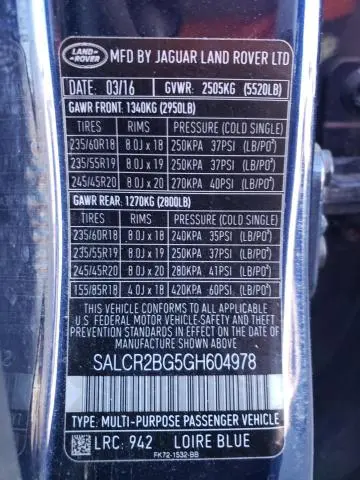 LAND-
ROVER
MFD BY JAGUAR LAND ROVER LTD
DATE: 03/16 GVWR: 2505KG (5520LB)
GAWR FRONT: 1340KG (2950LB)
TIRES RIMS PRESSURE (COLD SINGLE)
235/60R18 8.0J x 18 250KPA 37PSI (LB/PO²)
235/55R19 8.0J x 19 250KPA 37PSI (LB/PO²)
245/45R20 8.0J x 20 270KPA 40PSI (LB/PO²)
GAWR REAR: 1270KG (2800LB)
TIRES RIMS PRESSURE (COLD SINGLE)
235/60R18 8.0J x 18 240KPA 35PSI (LB/PO²)
235/55R19 8.0J x 19 250KPA 37PSI (LB/PO²)
245/45R20 8.0J x 20 280KPA 41PSI (LB/PO²)
155/85R18 4.0J x 18 420KPA 60PSI (LB/PO²)
THIS VEHICLE CONFORMS TO ALL APPLICABLE
U.S. FEDERAL MOTOR VEHICLE SAFETY AND
THEFT PREVENTION STANDARDS IN EFFECT ON
THE DATE OF MANUFACTURE SHOWN ABOVE
SALCR2BG5GH604978
TYPE: MULTI-PURPOSE PASSENGER VEHICLE
LRC: 942 LOIRE BLUE
FK72-1532-BB